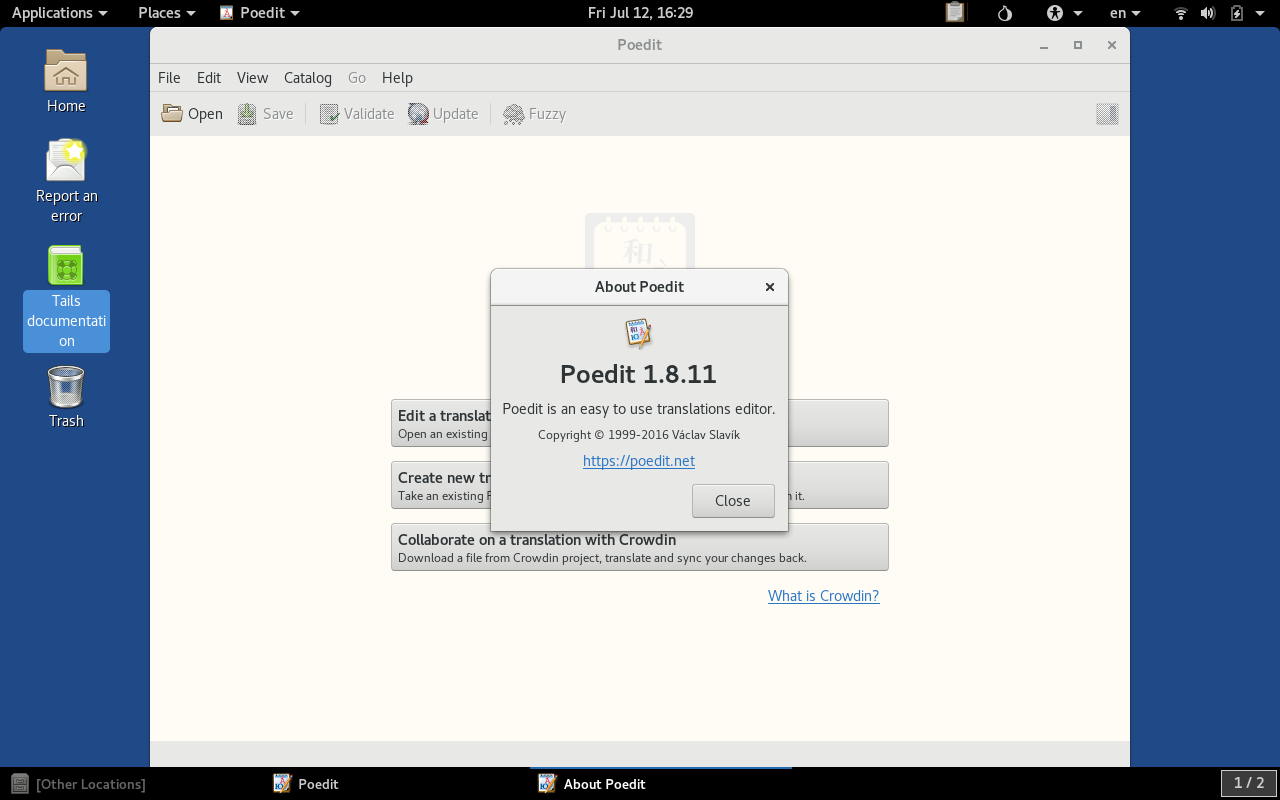 Applications
Places
Poedit
Fri Jul 12, 16:29
en
Poedit
File
Edit
View
Catalog
Go
Help
Open
Save
Validate
Update
Fuzzy
Home
Report an
error
Tails
documentati
on
Trash
和
About Poedit
Poedit 1.8.11
Poedit is an easy to use translations editor.
Copyright © 1999-2016 Václav Slavík
https://poedit.net
Close
Edit a translat
Open an existing
Create new tr
Take an existing
it.
Collaborate on a translation with Crowdin
Download a file from Crowdin project, translate and sync your changes back.
What is Crowdin?
[Other Locations]
Poedit
About Poedit
1 / 2